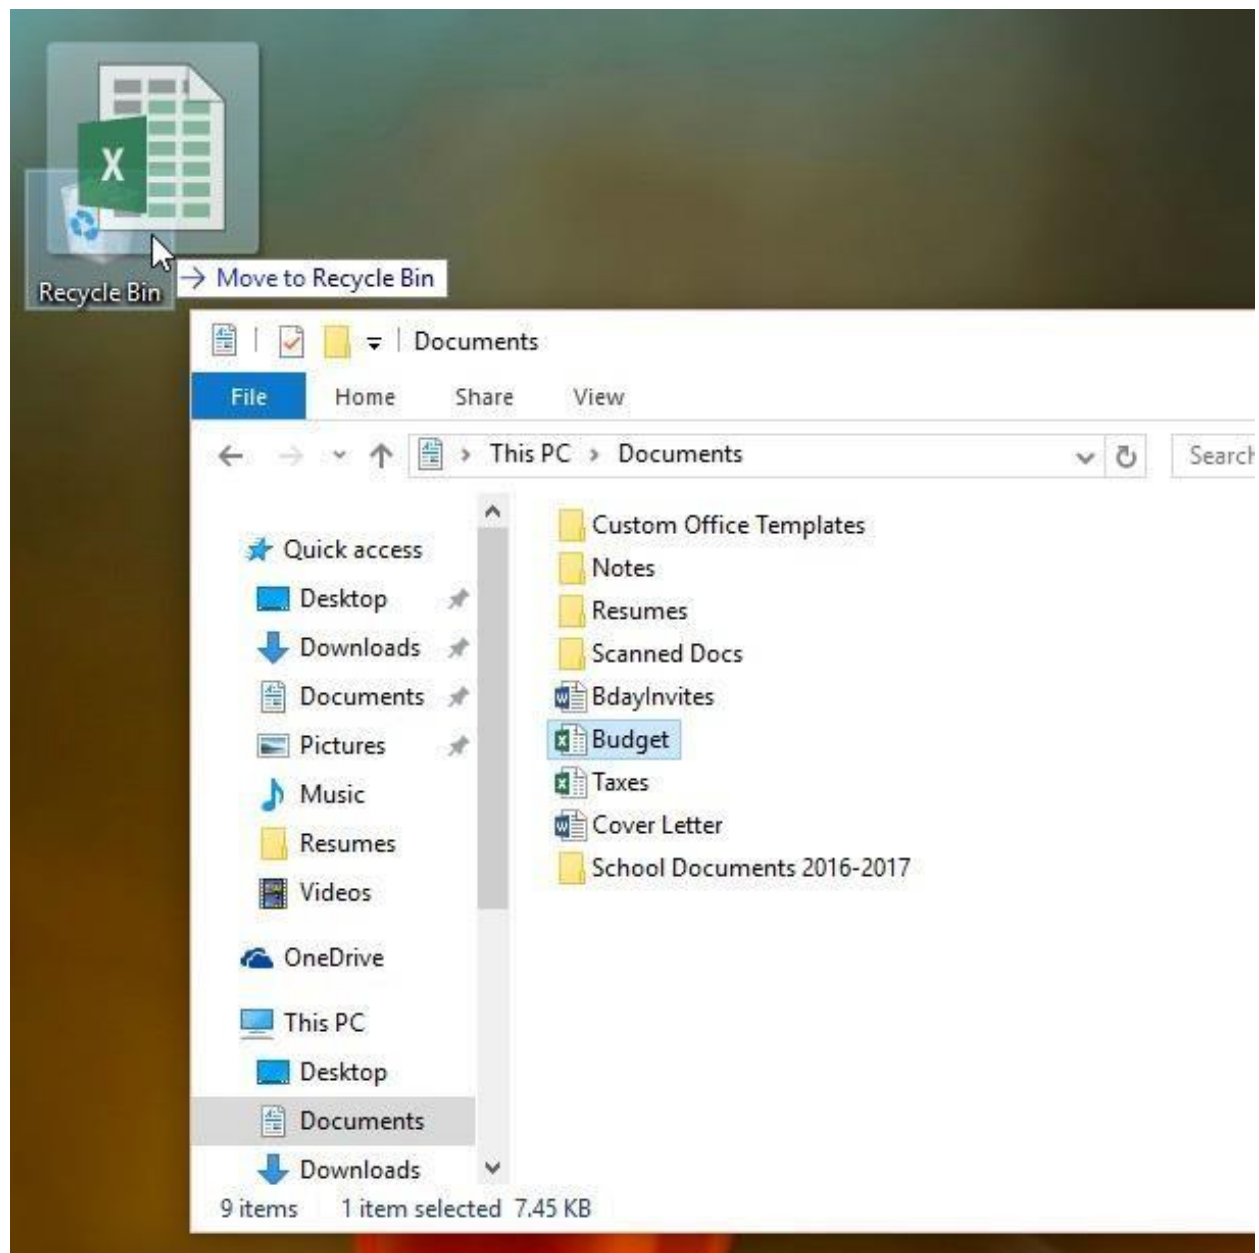 X
Recycle Bin
→ Move to Recycle Bin
Documents
File Home Share View
This PC > Documents
Search
Quick access
Desktop
Downloads
Documents
Pictures
Music
Resumes
Videos
OneDrive
This PC
Desktop
Documents
Downloads
Custom Office Templates
Notes
Resumes
Scanned Docs
BdayInvites
Budget
Taxes
Cover Letter
School Documents 2016-2017
9 items 1 item selected 7.45 KB